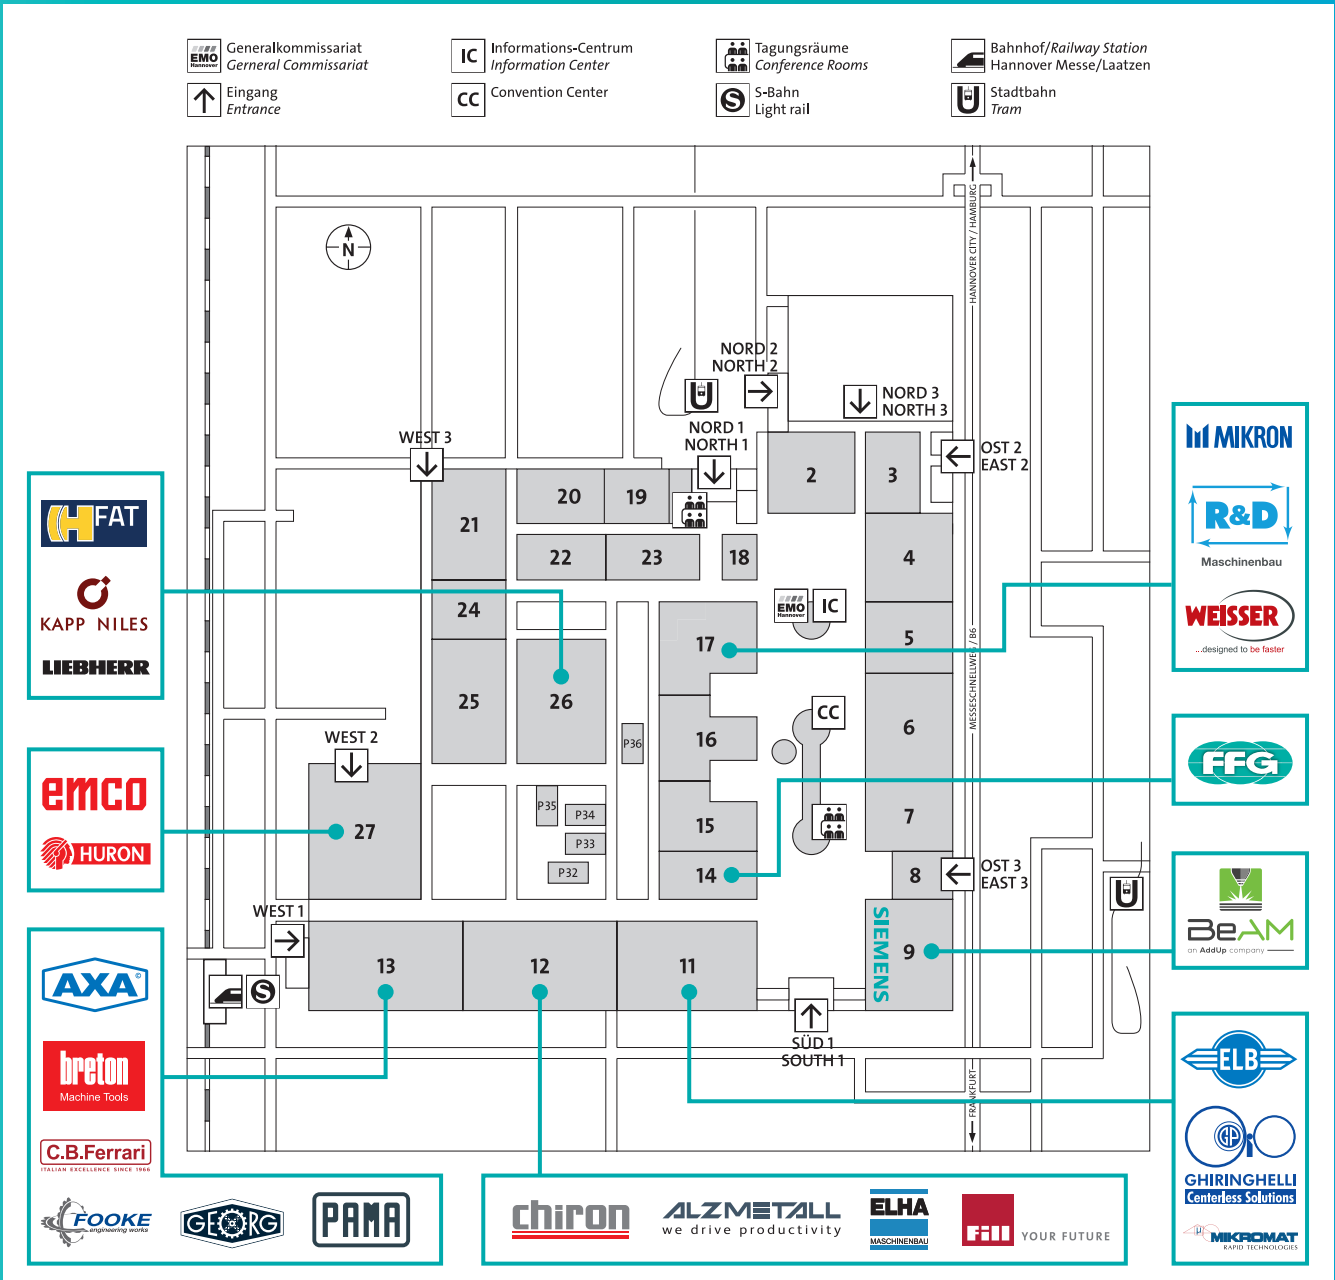 EMO
Hannover
Generalkommissariat
Gerneral Commissariat
IC
Informations-Centrum
Information Center
Tagungsräume
Conference Rooms
Bahnhof/Railway Station
Hannover Messe/Laatzen
Eingang
Entrance
CC
Convention Center
S
S-Bahn
Light rail
U
Stadtbahn
Tram
N
HANNOVER CITY / HAMBURG
MESSESCHNELLWEG / B6
FRANKFURT
NORD 2
NORTH 2
U
NORD 3
NORTH 3
NORD 1
NORTH 1
WEST 3
OST 2
EAST 2
2
3
20
19
21
22
23
18
4
24
EMO
Hannover
IC
17
5
25
26
CC
6
16
P36
WEST 2
27
P35
P34
P33
P32
15
7
14
8
OST 3
EAST 3
U
WEST 1
SIEMENS
9
13
12
11
S
SÜD 1
SOUTH 1
HFAT
KAPP NILES
LIEBHERR
emco
HURON
AXA
©
breton
Machine Tools
C.B.Ferrari
ITALIAN EXCELLENCE SINCE 1966
FOOKE
engineering works
GEORG
PAMA
chiron
ALZMETALL
we drive productivity
ELHA
MASCHINENBAU
Fill
YOUR FUTURE
MIKRON
R&D
Maschinenbau
WEISSER
...designed to be faster
FFG
BeAM
an AddUp company
ELB
GHIRINGHELLI
Centerless Solutions
MIKROMAT
RAPID TECHNOLOGIES